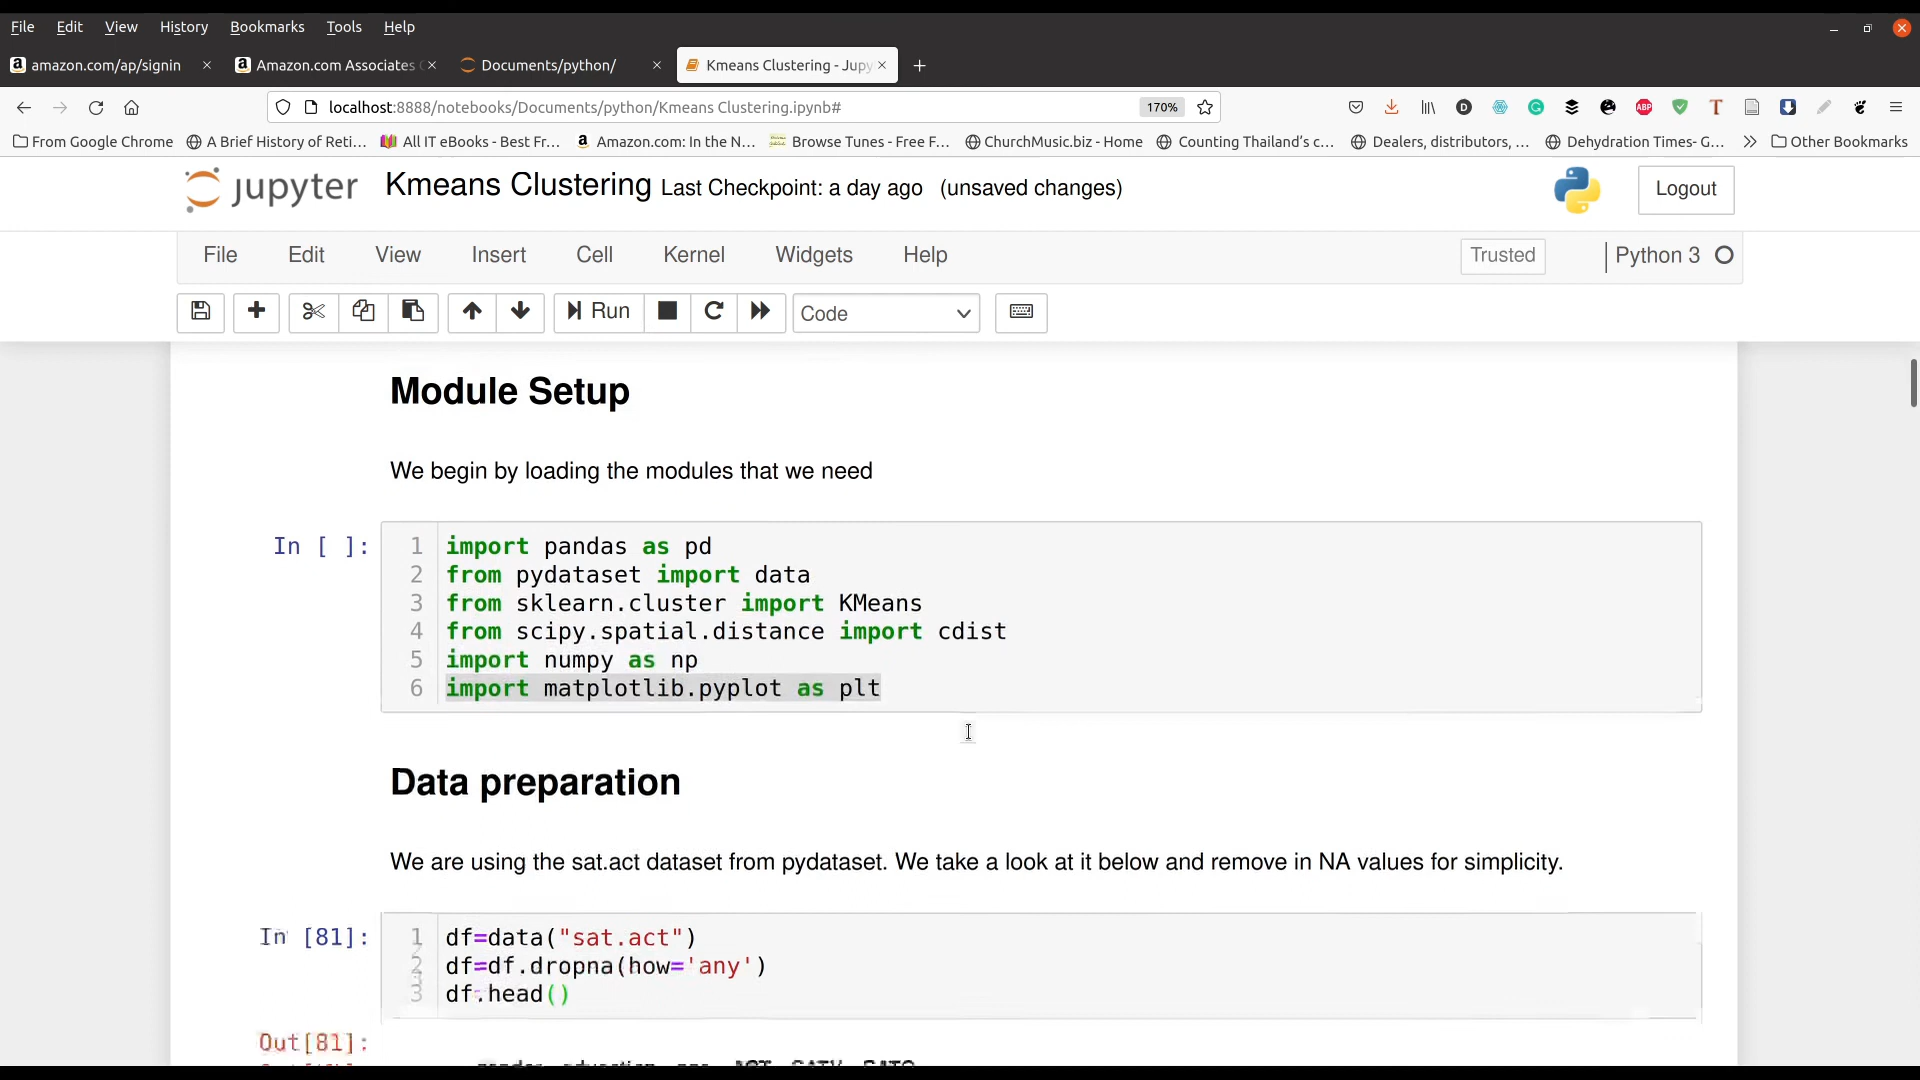 File Edit View History Bookmarks Tools Help
amazon.com/ap/signin Amazon.com Associates Documents/python/ Kmeans Clustering - Jupy
localhost:8888/notebooks/Documents/python/Kmeans Clustering.ipynb# 170%
From Google Chrome A Brief History of Reti... All IT eBooks - Best Fr... Amazon.com: In the N... Browse Tunes - Free F... ChurchMusic.biz - Home Counting Thailand's c... Dealers, distributors, ... Dehydration Times- G... Other Bookmarks
jupyter Kmeans Clustering Last Checkpoint: a day ago (unsaved changes) Logout
File Edit View Insert Cell Kernel Widgets Help Trusted Python 3
Run Code
Module Setup
We begin by loading the modules that we need
In [ ]: 1 import pandas as pd
2 from pydataset import data
3 from sklearn.cluster import KMeans
4 from scipy.spatial.distance import cdist
5 import numpy as np
6 import matplotlib.pyplot as plt
Data preparation
We are using the sat.act dataset from pydataset. We take a look at it below and remove in NA values for simplicity.
In [81]: 1 df=data("sat.act")
2 df=df.dropna(how='any')
3 df.head()
Out[81]: